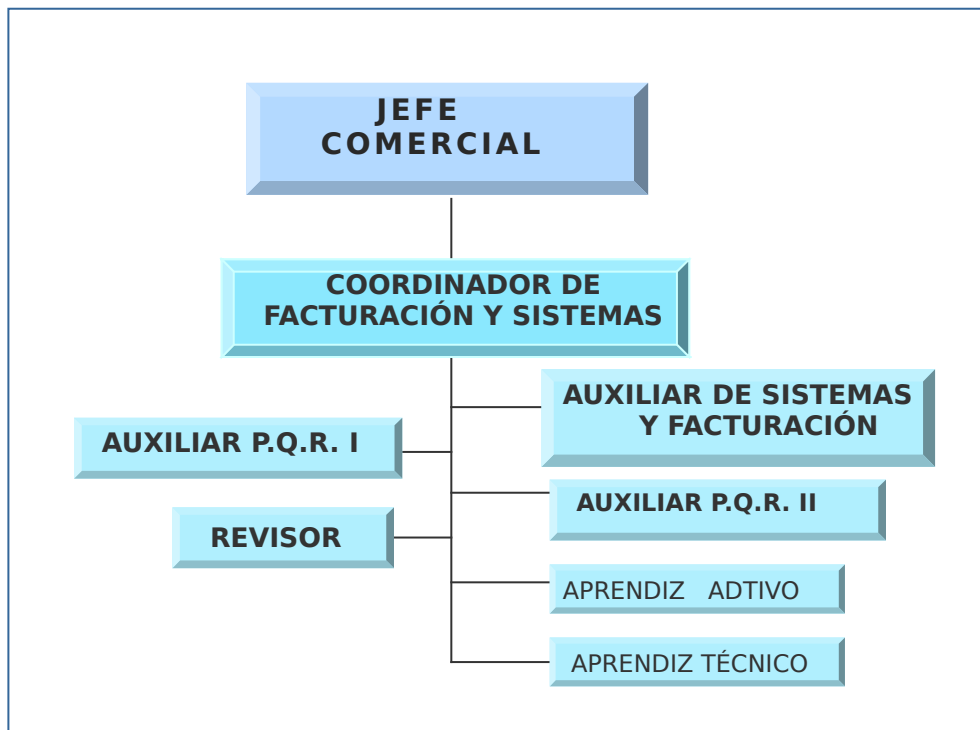 JEFE
COMERCIAL
COORDINADOR DE
FACTURACIÓN Y SISTEMAS
AUXILIAR DE SISTEMAS
Y FACTURACIÓN
AUXILIAR P.Q.R. I
AUXILIAR P.Q.R. II
REVISOR
APRENDIZ ADTIVO
APRENDIZ TÉCNICO